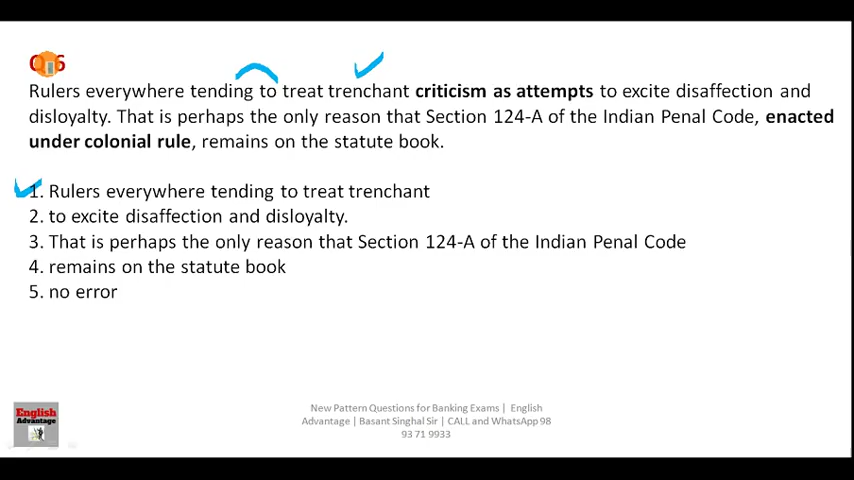 Rulers everywhere tending to treat trenchant criticism as attempts to excite disaffection and
disloyalty. That is perhaps the only reason that Section 124-A of the Indian Penal Code, enacted
under colonial rule, remains on the statute book.
1. Rulers everywhere tending to treat trenchant
2. to excite disaffection and disloyalty.
3. That is perhaps the only reason that Section 124-A of the Indian Penal Code
4. remains on the statute book
5. no error
English
Advantage
New Pattern Questions for Banking Exams | English
Advantage | Basant Singhal Sir | CALL and WhatsApp 98
93 71 9933